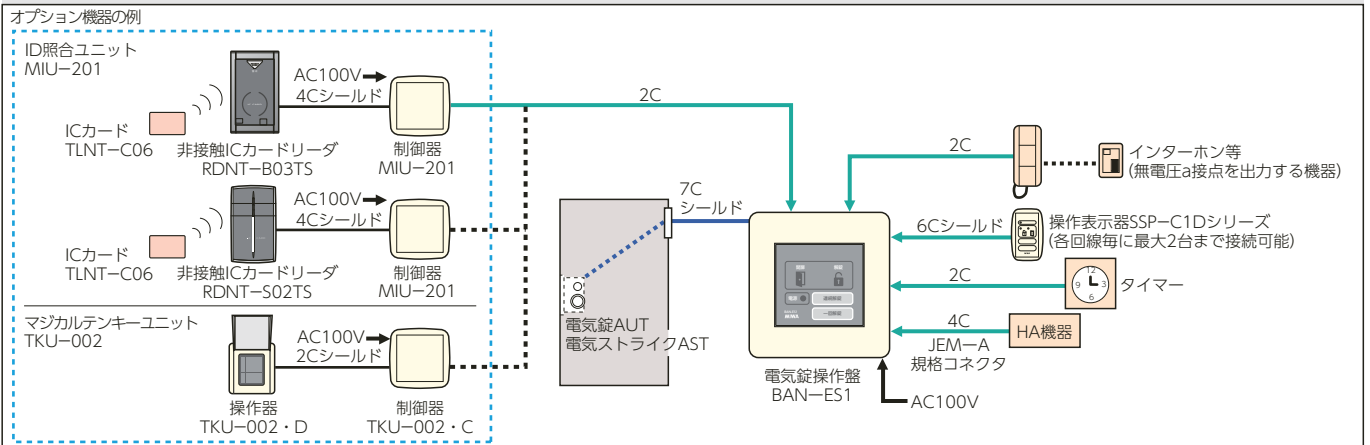 オプション機器の例
ID照合ユニット
MIU−201
AC100V
4Cシールド
ICカード
TLNT−C06
非接触ICカードリーダ
RDNT−B03TS
制御器
MIU−201
AC100V
4Cシールド
ICカード
TLNT−C06
非接触ICカードリーダ
RDNT−S02TS
制御器
MIU−201
マジカルテンキーユニット
TKU−002
AC100V
2Cシールド
操作器
TKU−002・D
制御器
TKU−002・C
2C
7C
シールド
電気錠AUT
電気ストライクAST
電気錠操作盤
BAN−ES1
AC100V
2C
インターホン等
(無電圧a接点を出力する機器)
6Cシールド
操作表示器SSP−C1Dシリーズ
(各回線毎に最大2台まで接続可能)
2C
12
3
6
9
タイマー
4C
JEM−A
規格コネクタ
HA機器